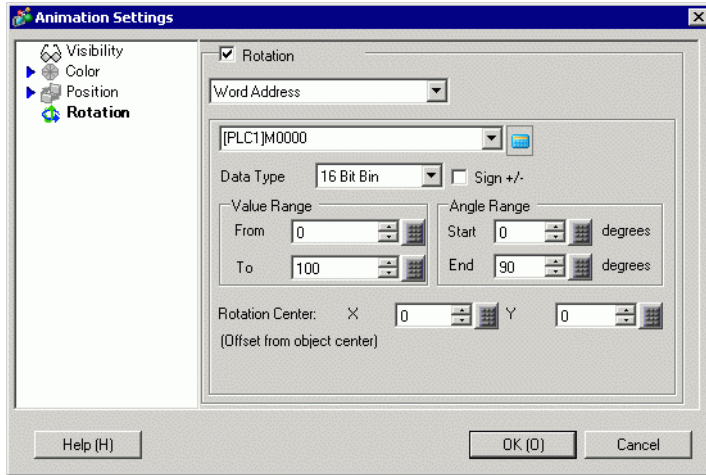 Animation Settings
Visibility
Color
Position
Rotation
Rotation
Word Address
[PLC1]M0000
Data Type 16 Bit Bin Sign +/-
Value Range Angle Range
From 0 Start 0 degrees
To 100 End 90 degrees
Rotation Center: X 0 Y 0
(Offset from object center)
Help (H) OK (O) Cancel